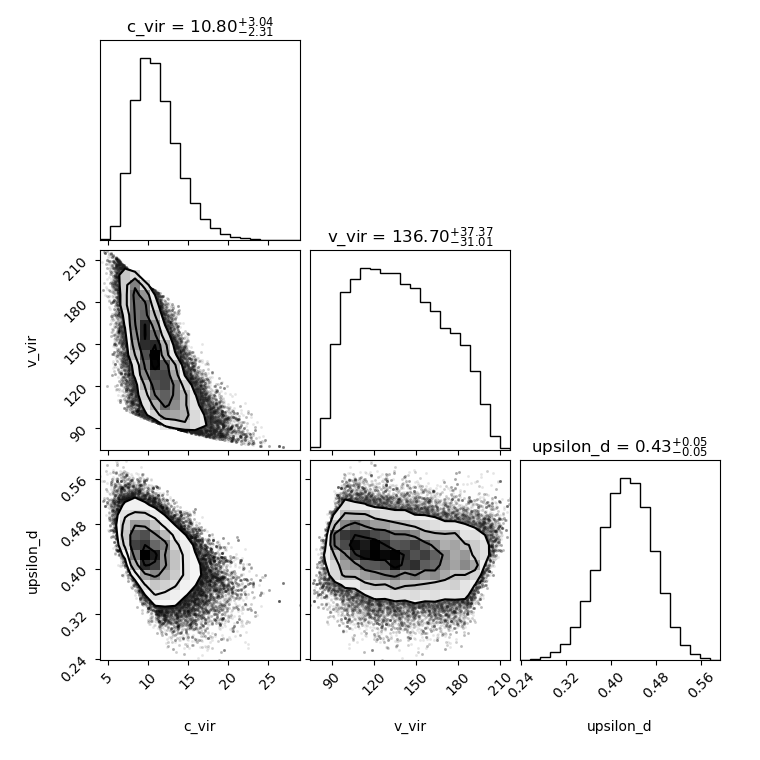 c_vir = 10.80+3.04−2.31
v_vir = 136.70+37.37−31.01
upsilon_d = 0.43+0.05−0.05
v_vir
210
180
150
120
90
upsilon_d
0.56
0.48
0.40
0.32
0.24
5 10 15 20 25
90 120 150 180 210
0.24 0.32 0.40 0.48 0.56
c_vir v_vir upsilon_d